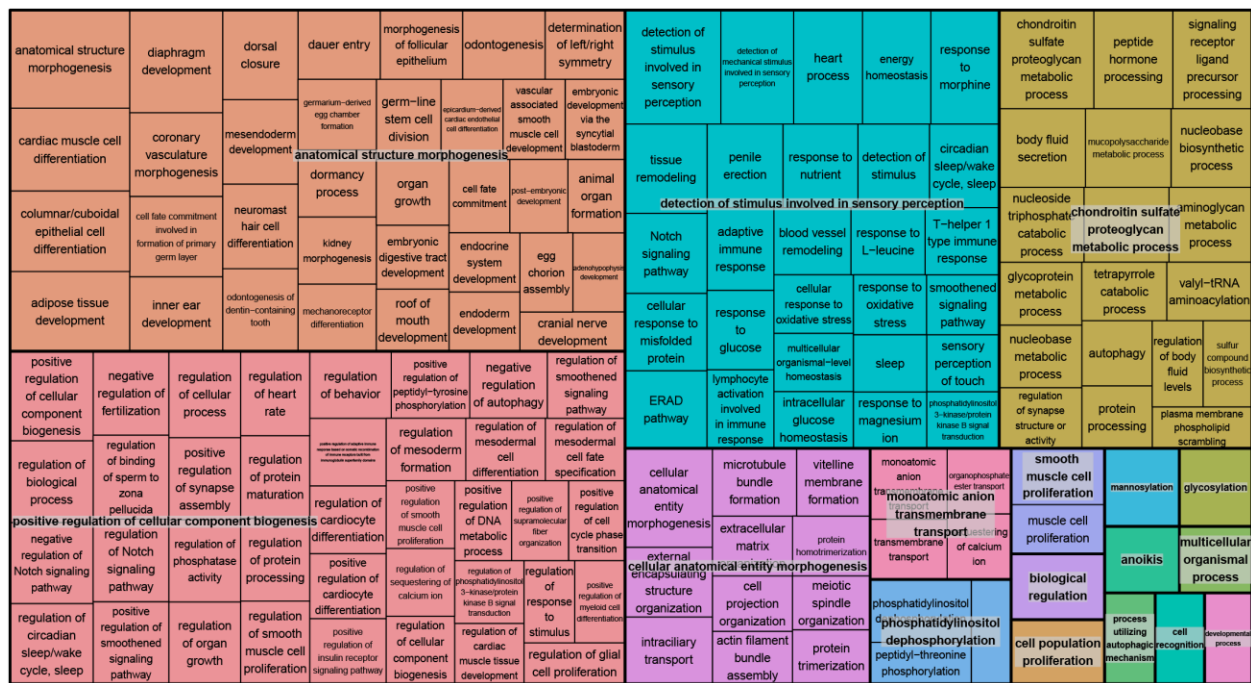 anatomical structure
morphogenesis
diaphragm
development
dorsal
closure
dauer entry
morphogenesis
of follicular
epithelium
odontogenesis
determination
of left/right
symmetry
germarium−derived
egg chamber
formation
germ−line
stem cell
division
epicardium−derived
cardiac endothelial
cell differentiation
vascular
associated
smooth
muscle cell
development
embryonic
development
via the
syncytial
blastoderm
cardiac muscle cell
differentiation
coronary
vasculature
morphogenesis
mesendoderm
development
anatomical structure morphogenesis
dormancy
process
organ
growth
cell fate
commitment
post−embryonic
development
animal
organ
formation
columnar/cuboidal
epithelial cell
differentiation
cell fate commitment
involved in
formation of primary
germ layer
neuromast
hair cell
differentiation
kidney
morphogenesis
embryonic
digestive tract
development
endocrine
system
development
egg
chorion
assembly
adenohypophysis
development
adipose tissue
development
inner ear
development
odontogenesis of
dentin−containing
tooth
mechanoreceptor
differentiation
roof of
mouth
development
endoderm
development
cranial nerve
development
positive
regulation
of cellular
component
biogenesis
negative
regulation of
fertilization
regulation
of cellular
process
regulation
of heart
rate
regulation
of behavior
positive
regulation of
peptidyl−tyrosine
phosphorylation
negative
regulation
of autophagy
regulation of
smoothened
signaling
pathway
regulation of
biological
process
regulation
of binding
of sperm to
zona
pellucida
positive
regulation
of synapse
assembly
regulation
of protein
maturation
regulation
of mesoderm
formation
regulation of
mesodermal
cell
differentiation
regulation of
mesodermal
cell fate
specification
positive regulation of cellular component biogenesis
regulation of
cardiocyte
differentiation
positive
regulation
of smooth
muscle cell
proliferation
positive
regulation
of DNA
metabolic
process
positive
regulation of
supramolecular
fiber
organization
positive
regulation
of cell
cycle phase
transition
negative
regulation of
Notch signaling
pathway
regulation
of Notch
signaling
pathway
regulation of
phosphatase
activity
regulation
of protein
processing
positive
regulation of
cardiocyte
differentiation
regulation of
sequestering of
calcium ion
regulation of
phosphatidylinositol
3−kinase/protein
kinase B signal
transduction
regulation
of
response to
stimulus
positive
regulation of
myeloid cell
differentiation
regulation of
circadian
sleep/wake
cycle, sleep
positive
regulation of
smoothened
signaling
pathway
regulation
of organ
growth
regulation
of smooth
muscle cell
proliferation
positive
regulation of
insulin receptor
signaling pathway
regulation
of cellular
component
biogenesis
regulation of
cardiac
muscle tissue
development
regulation of glial
cell proliferation
detection of
stimulus
involved in
sensory
perception
detection of
mechanical stimulus
involved in sensory
perception
heart
process
energy
homeostasis
response
to
morphine
tissue
remodeling
penile
erection
response to
nutrient
detection of
stimulus
circadian
sleep/wake
cycle, sleep
detection of stimulus involved in sensory perception
Notch
signaling
pathway
adaptive
immune
response
blood vessel
remodeling
response to
L−leucine
T−helper 1
type immune
response
cellular
response to
misfolded
protein
response
to
glucose
cellular
response to
oxidative stress
response to
oxidative
stress
smoothened
signaling
pathway
multicellular
organismal−level
homeostasis
sleep
sensory
perception
of touch
ERAD
pathway
lymphocyte
activation
involved in
immune
response
intracellular
glucose
homeostasis
response to
magnesium
ion
phosphatidylinositol
3−kinase/protein
kinase B signal
transduction
chondroitin
sulfate
proteoglycan
metabolic
process
peptide
hormone
processing
signaling
receptor
ligand
precursor
processing
body fluid
secretion
mucopolysaccharide
metabolic process
nucleobase
biosynthetic
process
nucleoside
triphosphate
catabolic
process
chondroitin sulfate
proteoglycan
metabolic process
aminoglycan
metabolic
process
glycoprotein
metabolic
process
tetrapyrrole
catabolic
process
valyl−tRNA
aminoacylation
nucleobase
metabolic
process
autophagy
regulation
of body
fluid
levels
sulfur
compound
biosynthetic
process
regulation
of synapse
structure or
activity
protein
processing
plasma membrane
phospholipid
scrambling
cellular
anatomical
entity
morphogenesis
microtubule
bundle
formation
vitelline
membrane
formation
extracellular
matrix
protein
homotrimerization
cellular anatomical entity morphogenesis
external
encapsulating
structure
organization
cell
projection
organization
meiotic
spindle
organization
intraciliary
transport
actin filament
bundle
assembly
protein
trimerization
monoatomic
anion
organophosphate
ester transport
monoatomic anion
transmembrane
transport
transmembrane
transport
of calcium
ion
phosphatidylinositol
phosphatidylinositol
dephosphorylation
peptidyl−threonine
phosphorylation
smooth
muscle cell
proliferation
muscle cell
proliferation
biological
regulation
cell population
proliferation
mannosylation
glycosylation
anoikis
multicellular
organismal
process
process
utilizing
autophagic
mechanism
cell
recognition
developmental
process